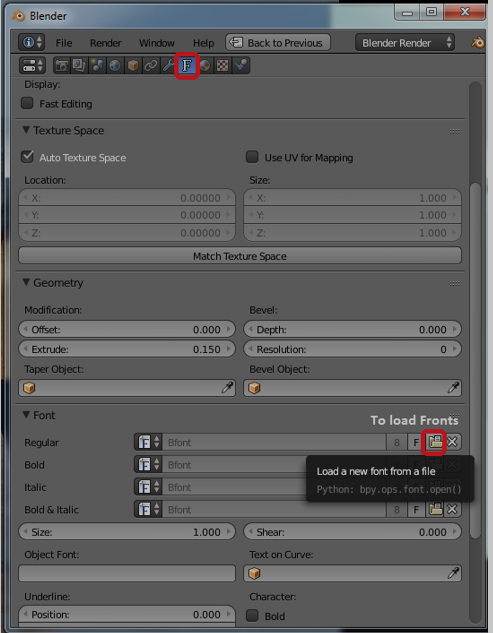 Blender
File Render Window Help Back to Previous Blender Render
F
Display:
Fast Editing
Texture Space
Auto Texture Space Use UV for Mapping
Location: Size:
X: 0.00000 X: 1.000
Y: 0.00000 Y: 1.000
Z: 0.00000 Z: 1.000
Match Texture Space
Geometry
Modification: Bevel:
Offset: 0.000 Depth: 0.000
Extrude: 0.150 Resolution: 0
Taper Object: Bevel Object:
Font To load Fronts
Regular F Bfont 8 F
Bold F Bfont
Load a new font from a file
Italic F Bfont
Python: bpy.ops.font.open()
Bold & Italic F Bfont 8 F
Size: 1.000 Shear: 0.000
Object Font: Text on Curve:
Underline: Character:
Position: 0.000 Bold